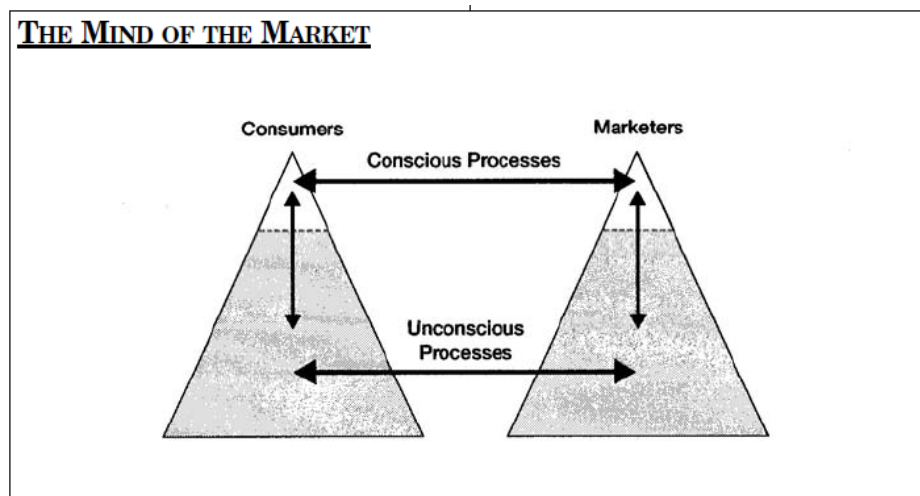 THE MIND OF THE MARKET
Consumers
Marketers
Conscious Processes
Unconscious
Processes